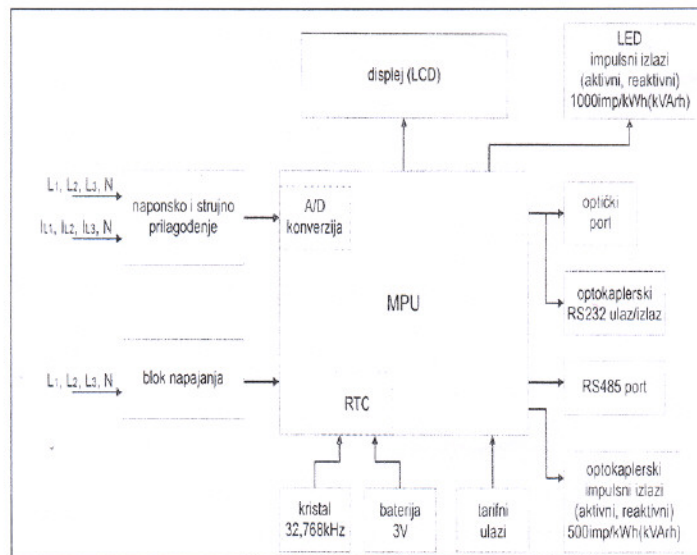 displej (LCD)
LED
impulsni izlazi
(aktivni, reaktivni)
1000imp/kWh(kVArh)
L1, L2, L3, N
IL1, IL2, IL3, N
naponsko i strujno
prilagođenje
A/D
konverzija
MPU
optički
port
optokaplerski
RS232 ulaz/izlaz
L1, L2, L3, N
blok napajanja
RTC
RS485 port
kristal
32,768kHz
baterija
3V
tarifni
ulazi
optokaplerski
impulsni izlazi
(aktivni, reaktivni)
500imp/kWh(kVArh)